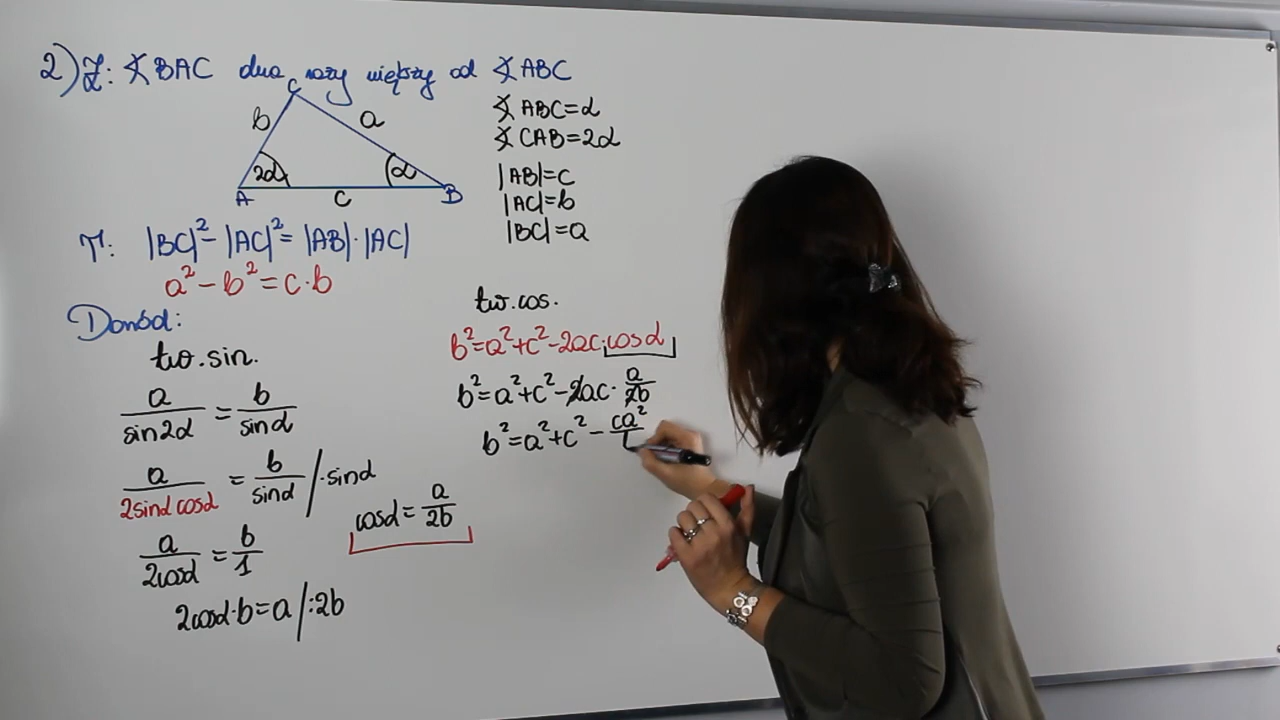 2) Z: ∢BAC dwa razy większy od ∢ABC
C
b a
2α α
A c B
∢ABC=α
∢CAB=2α
|AB|=c
|AC|=b
|BC|=a
T: |BC|²-|AC|²=|AB|·|AC|
a²-b²=c·b
Dowód:
tw. sin.
a/sin2α = b/sinα
a/2sinα cosα = b/sinα /·sinα
a/2cosα = b/1
2cosα·b=a /:2b
cosα=a/2b
tw. cos.
b²=a²+c²-2ac·cosα
b²=a²+c²-2ac·a/2b
b²=a²+c²-ca²/